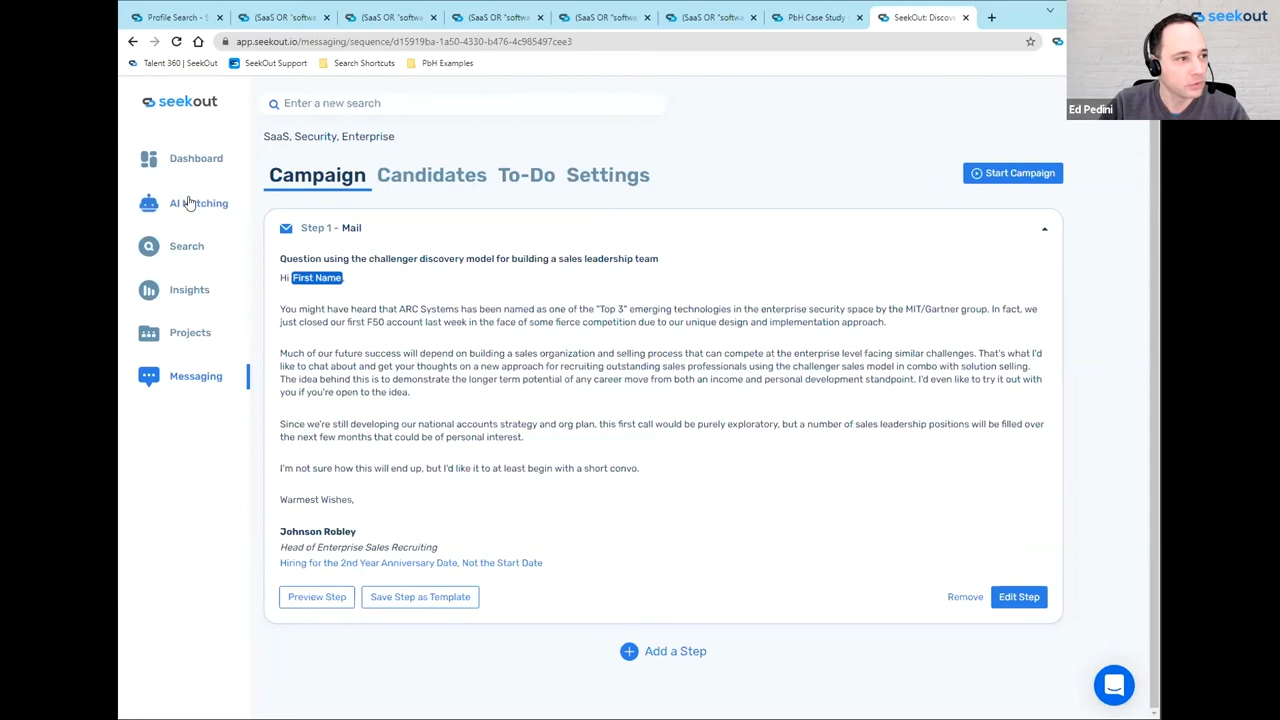 Profile Search - S
(SaaS OR "softwa
(SaaS OR "softwa
(SaaS OR "softwa
(SaaS OR "softwa
(SaaS OR "softwa
PbH Case Study
SeekOut! Discov
app.seekout.io/messaging/sequence/d15919ba-1a50-4330-b476-4c985497cee3
Talent 360 | SeekOut
SeekOut Support
Search Shortcuts
PbH Examples
seekout
Ed Pedini
seekout
Dashboard
Search
Insights
Projects
Messaging
Enter a new search
SaaS, Security, Enterprise
Campaign Candidates To-Do Settings
Start Campaign
Step 1 - Mail
Question using the challenger discovery model for building a sales leadership team
Hi First Name,
You might have heard that ARC Systems has been named as one of the "Top 3" emerging technologies in the enterprise security space by the MIT/Gartner group. In fact, we
just closed our first F50 account last week in the face of some fierce competition due to our unique design and implementation approach.
Much of our future success will depend on building a sales organization and selling process that can compete at the enterprise level facing similar challenges. That's what I'd
like to chat about and get your thoughts on a new approach for recruiting outstanding sales professionals using the challenger sales model in combo with solution selling.
The idea behind this is to demonstrate the longer term potential of any career move from both an income and personal development standpoint. I'd even like to try it out with
you if you're open to the idea.
Since we're still developing our national accounts strategy and org plan, this first call would be purely exploratory, but a number of sales leadership positions will be filled over
the next few months that could be of personal interest.
I'm not sure how this will end up, but I'd like it to at least begin with a short convo.
Warmest Wishes,
Johnson Robley
Head of Enterprise Sales Recruiting
Hiring for the 2nd Year Anniversary Date, Not the Start Date
Preview Step
Save Step as Template
Remove
Edit Step
Add a Step